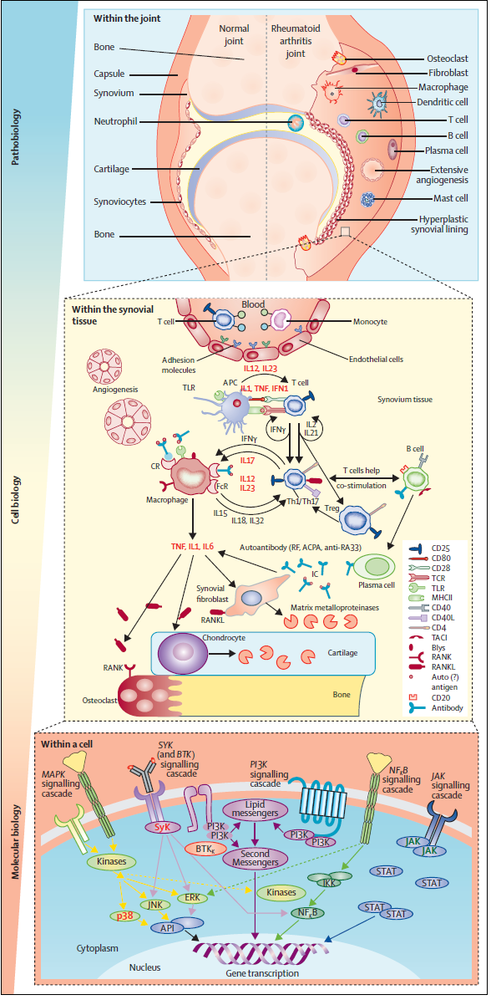 Pathobiology
Cell biology
Molecular biology
Within the joint
Normal
joint
Rheumatoid
arthritis
joint
Bone
Capsule
Synovium
Neutrophil
Cartilage
Synoviocytes
Bone
Osteoclast
Fibroblast
Macrophage
Dendritic cell
T cell
B cell
Plasma cell
Extensive
angiogenesis
Mast cell
Hyperplastic
synovial lining
Within the synovial
tissue
Blood
T cell
Monocyte
Adhesion
molecules
Endothelial cells
IL12, IL23
Angiogenesis
TLR
APC
IL1, TNF, IFN1
T cell
Synovium tissue
IFNγ
IL2
IL21
IFNγ
IL17
CR
FcR
IL12
IL23
Macrophage
Th1/Th17
T cells help
co-stimulation
B cell
Treg
IL15
IL18, IL32
TNF, IL1, IL6
Autoantibody (RF, ACPA, anti-RA33)
IC
Plasma cell
Synovial
fibroblast
RANKL
Matrix metalloproteinases
Chondrocyte
Cartilage
RANK
Osteoclast
Bone
CD25
CD80
CD28
TCR
TLR
MHCII
CD40
CD40L
CD4
TACI
Blys
RANK
RANKL
Auto (?)
antigen
CD20
Antibody
Within a cell
MAPK
signalling
cascade
SYK
(and BTK)
signalling
cascade
PI3K
signalling
cascade
NFκB
signalling
cascade
JAK
signalling
cascade
SyK
PI3K
PI3K
BTKκ
Lipid
messengers
Second
Messengers
PI3K
PI3K
JAK
JAK
Kinases
STAT
STAT
IKK
Kinases
ERK
JNK
p38
API
NFκB
STAT
STAT
Cytoplasm
Nucleus
Gene transcription